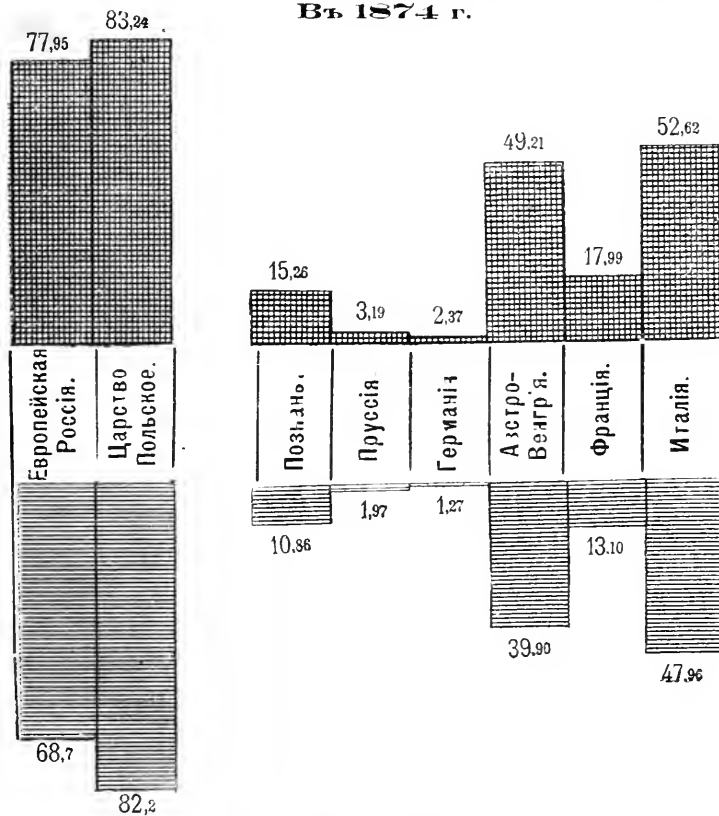 Въ 1874 г.
83,24
77,95
52,62
49,21
17,99
15,26
3,19
2,37
Европейская
Россія.
Царство
Польское.
Познань.
Пруссія
Германія
Австро-
Венгрія.
Франція.
Италія.
10,86
1,97
1,27
39,90
13,10
47,96
68,7
82,2